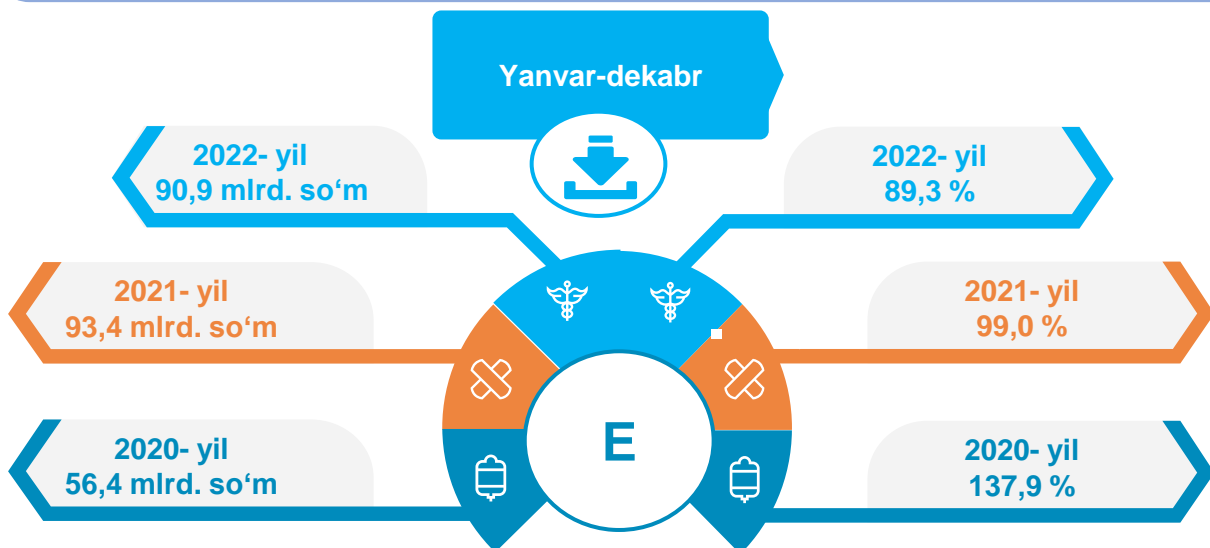 Yanvar-dekabr
2022- yil
90,9 mlrd. so‘m
2022- yil
89,3 %
2021- yil
93,4 mlrd. so‘m
2021- yil
99,0 %
E
2020- yil
56,4 mlrd. so‘m
2020- yil
137,9 %